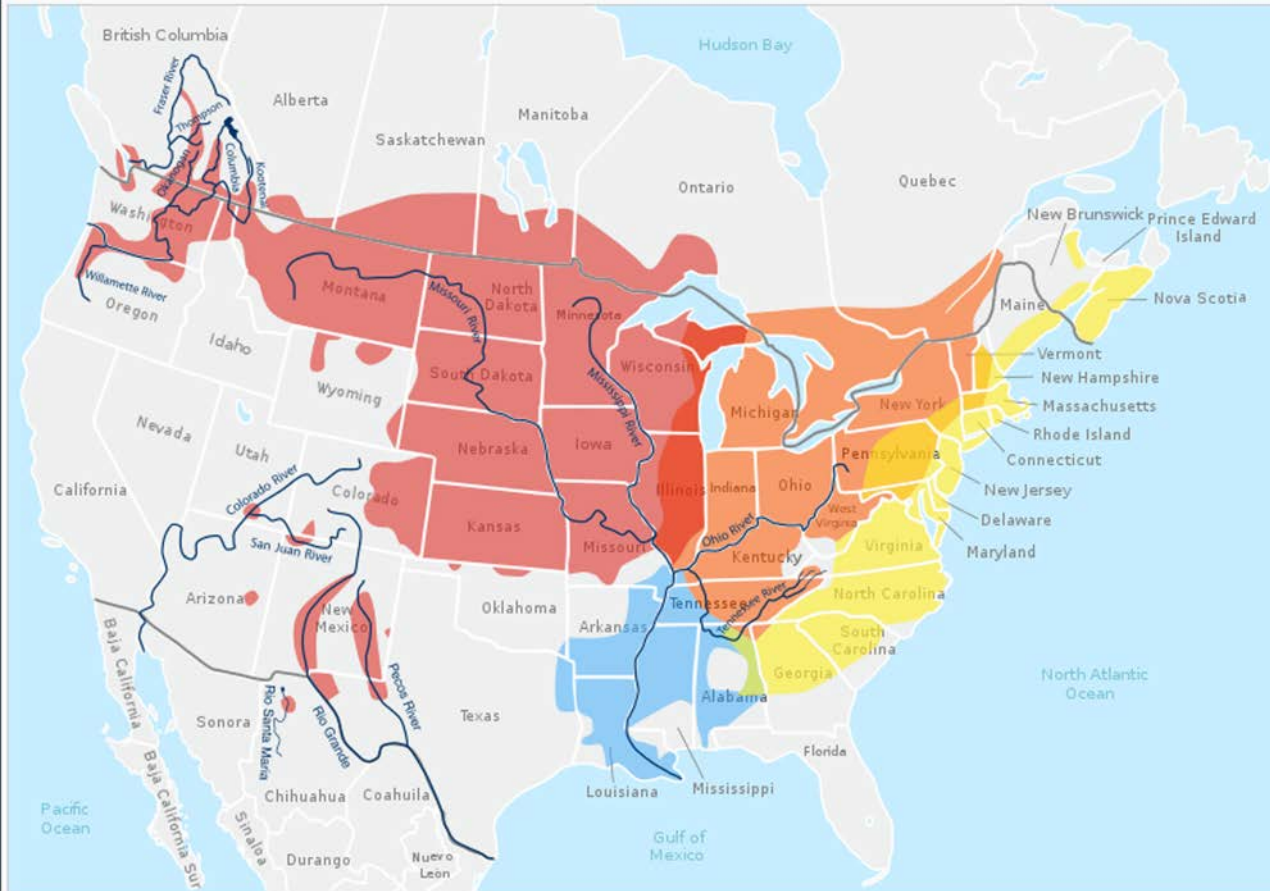 British Columbia
Hudson Bay
Fraser River
Alberta
Thompson
Manitoba
Saskatchewan
Okanogan
Columbia
Kootenai
Ontario
Quebec
Washington
New Brunswick
Prince Edward
Island
Willamette River
Oregon
Montana
Missouri River
North
Dakota
Minnesota
Maine
Nova Scotia
Idaho
Wyoming
South Dakota
Mississippi River
Wisconsin
Michigan
New York
Vermont
New Hampshire
Massachusetts
Rhode Island
Connecticut
Nevada
Utah
Nebraska
Iowa
Pennsylvania
California
Colorado River
Colorado
Illinois
Indiana
Ohio
New Jersey
Delaware
Maryland
San Juan River
Kansas
Missouri
Ohio River
West
Virginia
Virginia
Kentucky
Arizona
New
Mexico
Oklahoma
Arkansas
Tennessee
Tennessee River
North Carolina
South
Carolina
Georgia
Alabama
North Atlantic
Ocean
Baja California
Sonora
Rio Santa Maria
Rio Grande
Pecos River
Texas
Florida
Louisiana
Mississippi
Pacific
Ocean
Baja California Sur
Sinaloa
Chihuahua
Coahuila
Durango
Nuevo
León
Gulf of
Mexico